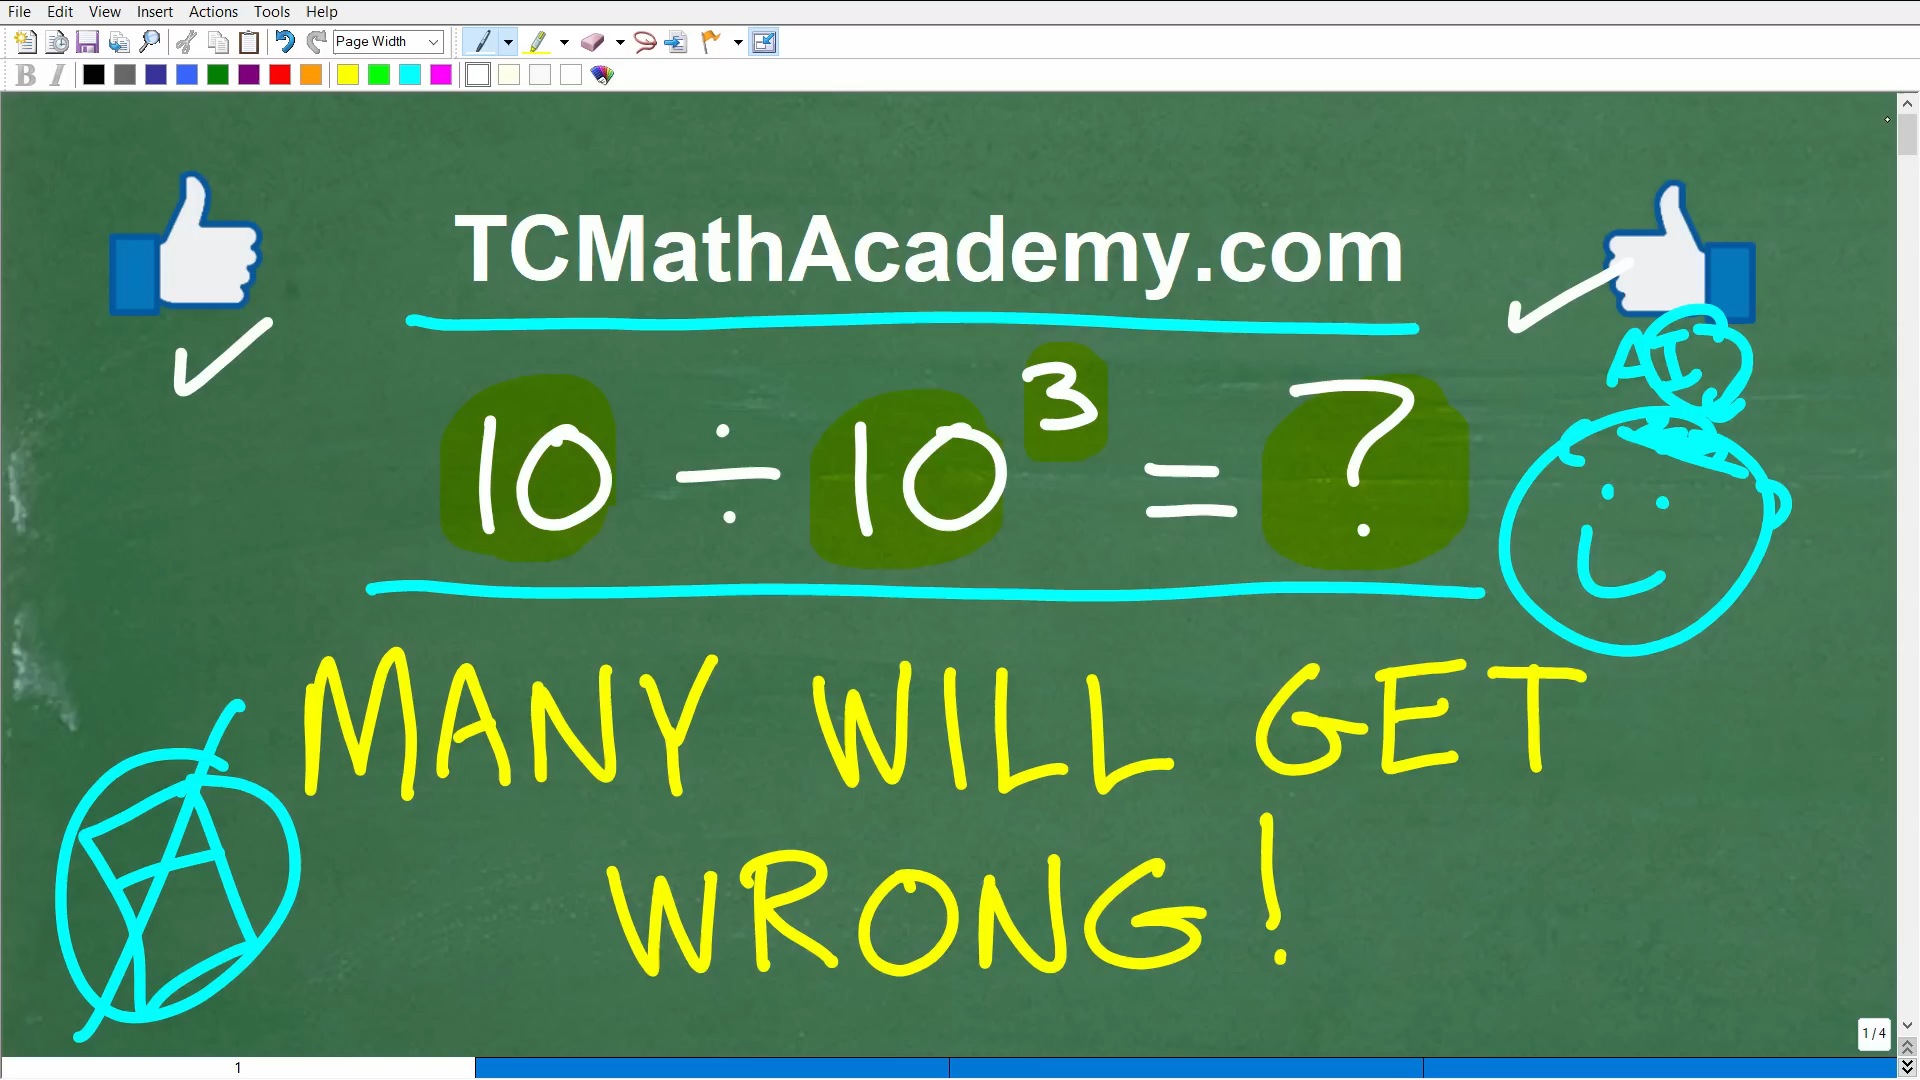 File Edit View Insert Actions Tools Help
Page Width
B I
TCMathAcademy.com
10 ÷ 10³ = ?
AI
MANY WILL GET
WRONG!
1 / 4
1